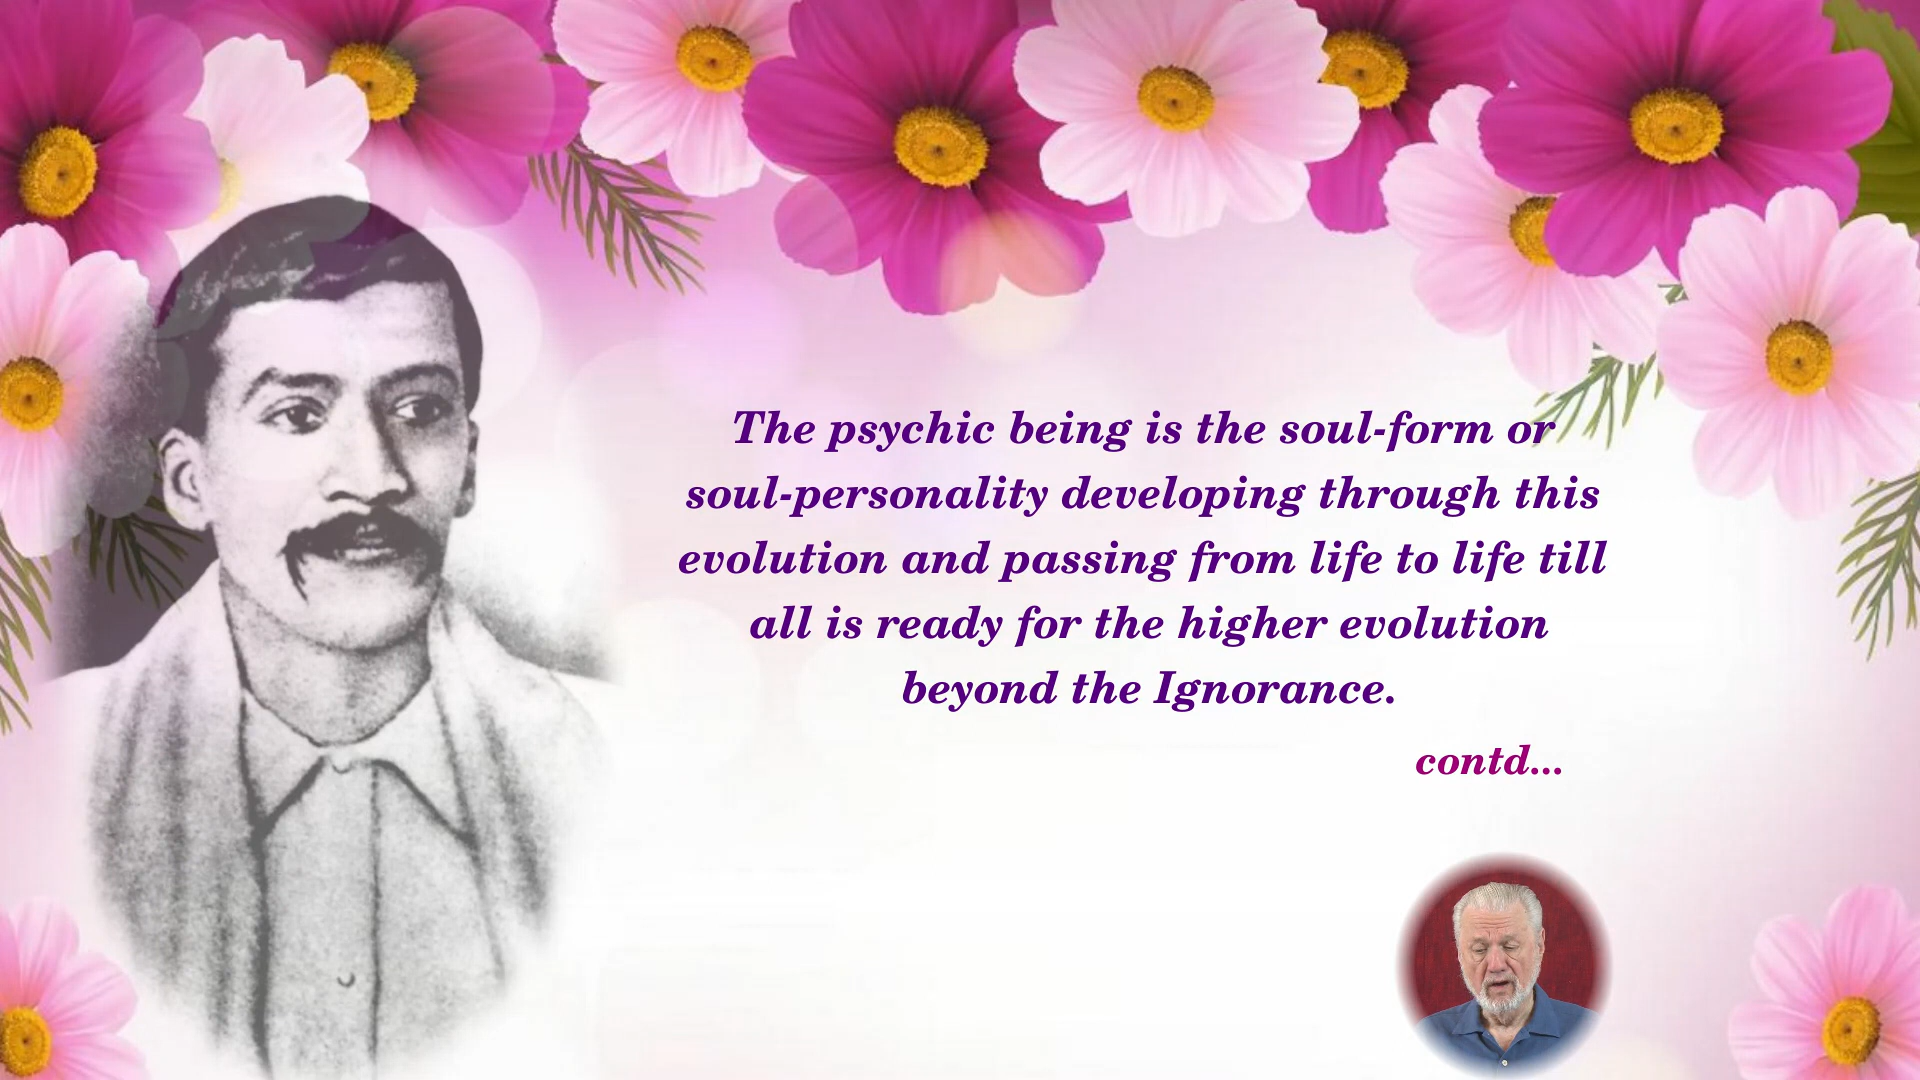 The psychic being is the soul-form or
soul-personality developing through this
evolution and passing from life to life till
all is ready for the higher evolution
beyond the Ignorance.
contd...